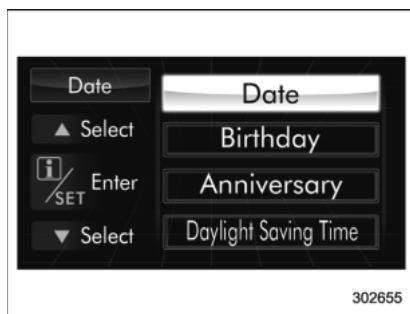 Date
▲ Select
i/SET Enter
▼ Select
Date
Birthday
Anniversary
Daylight Saving Time
302655